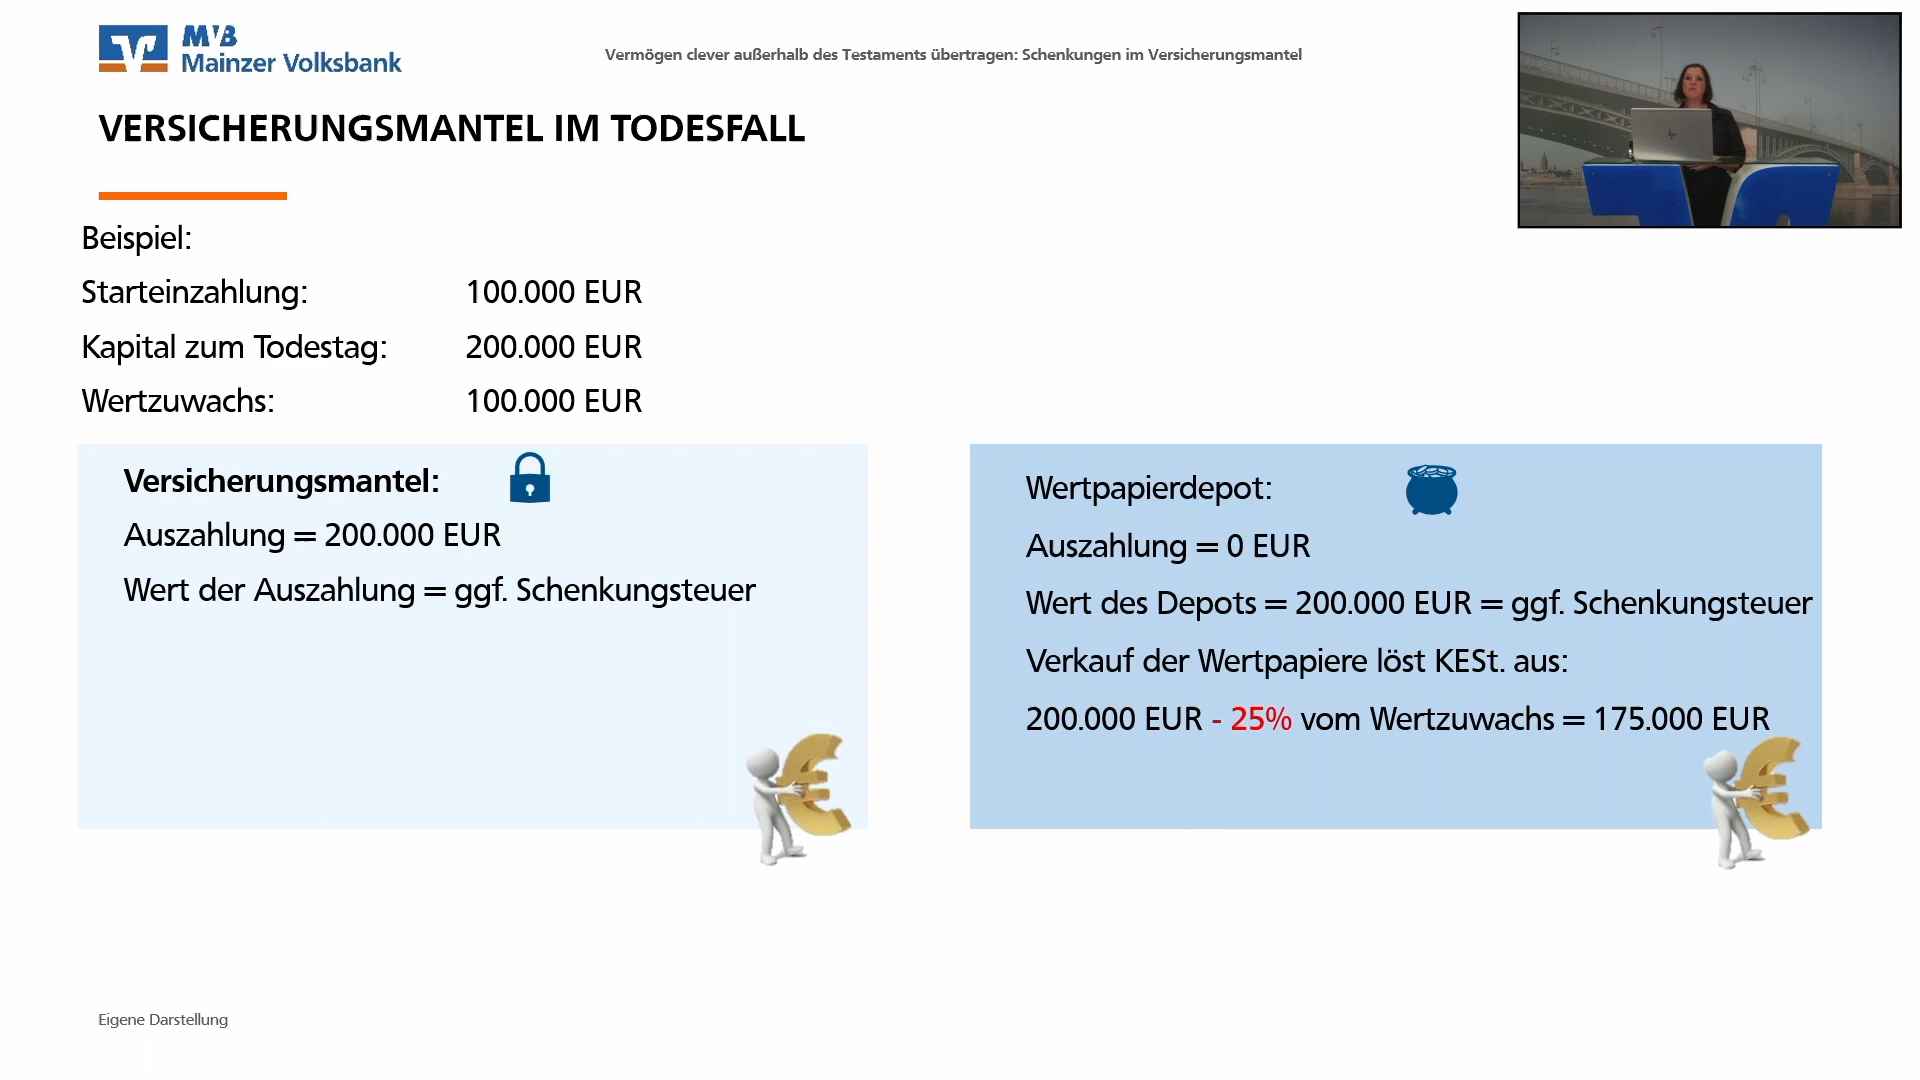 MVB
Mainzer Volksbank
Vermögen clever außerhalb des Testaments übertragen: Schenkungen im Versicherungsmantel
VERSICHERUNGSMANTEL IM TODESFALL
Beispiel:
Starteinzahlung: 100.000 EUR
Kapital zum Todestag: 200.000 EUR
Wertzuwachs: 100.000 EUR
Versicherungsmantel:
Auszahlung = 200.000 EUR
Wert der Auszahlung = ggf. Schenkungsteuer
Wertpapierdepot:
Auszahlung = 0 EUR
Wert des Depots = 200.000 EUR = ggf. Schenkungsteuer
Verkauf der Wertpapiere löst KESt. aus:
200.000 EUR - 25% vom Wertzuwachs = 175.000 EUR
Eigene Darstellung
hp